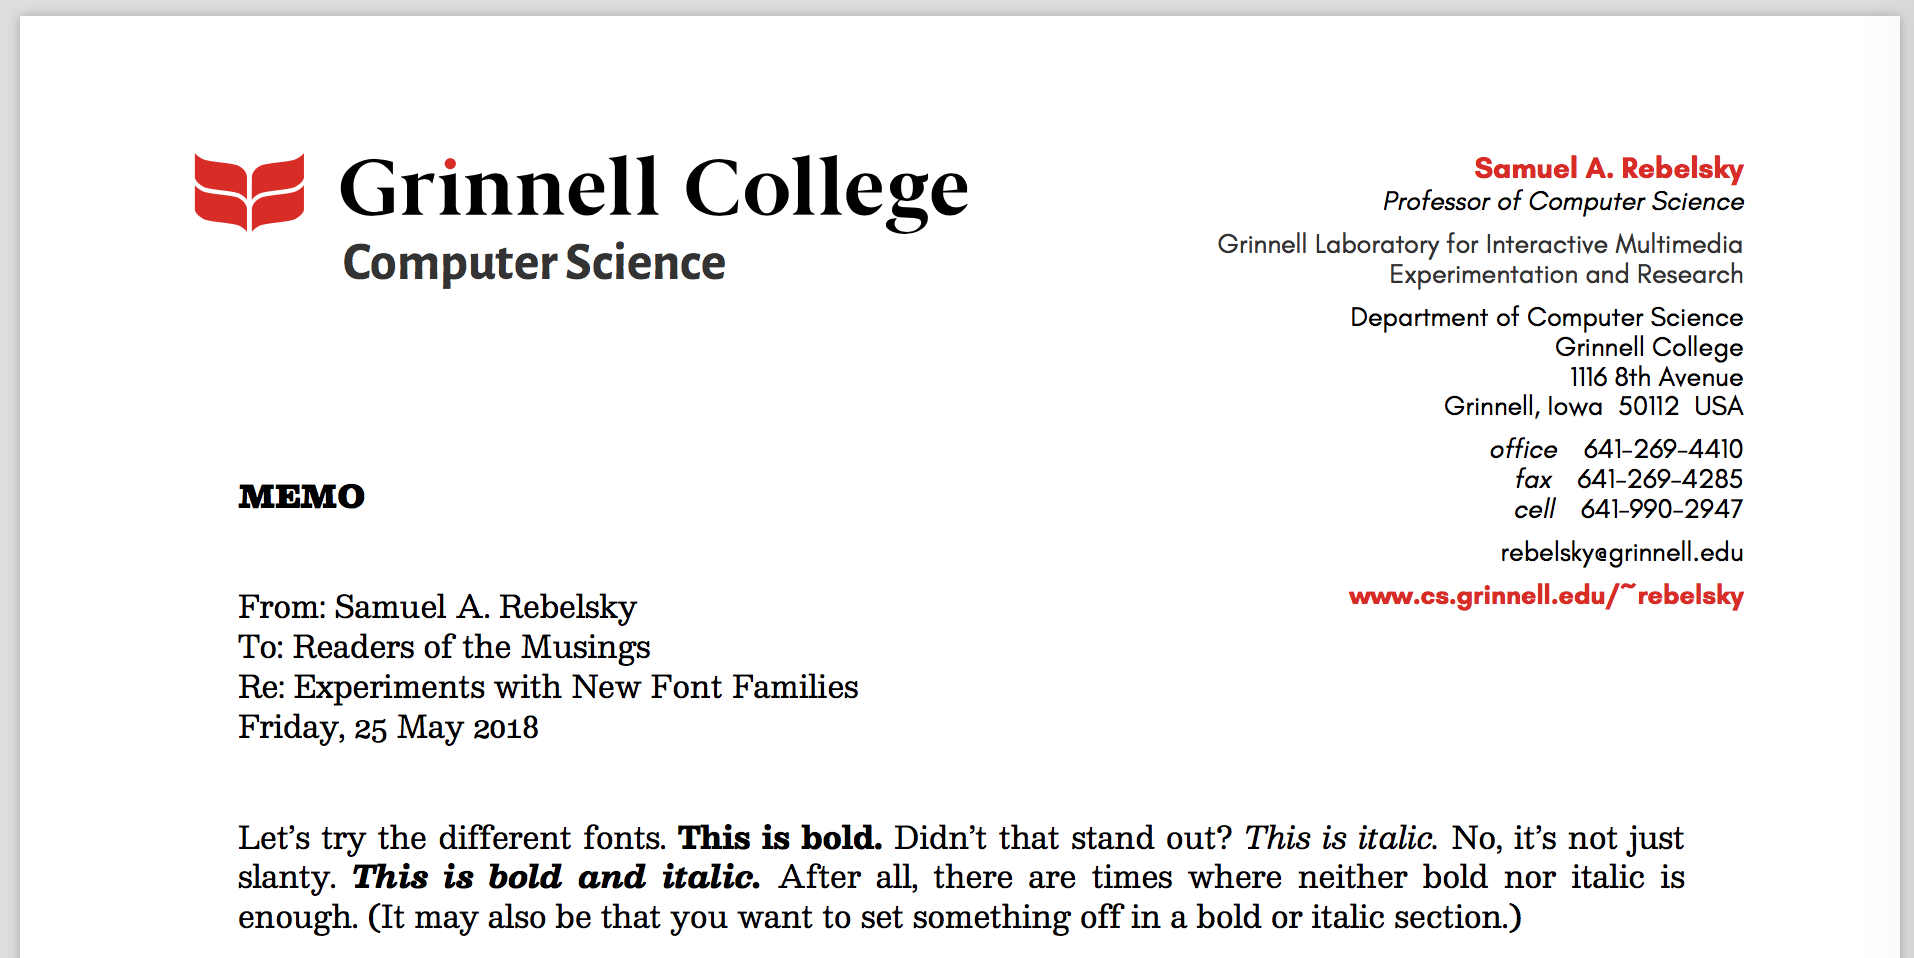 Grinnell College
Computer Science
Samuel A. Rebelsky
Professor of Computer Science
Grinnell Laboratory for Interactive Multimedia
Experimentation and Research
Department of Computer Science
Grinnell College
1116 8th Avenue
Grinnell, Iowa 50112 USA
office 641-269-4410
fax 641-269-4285
cell 641-990-2947
rebelsky@grinnell.edu
www.cs.grinnell.edu/~rebelsky
MEMO
From: Samuel A. Rebelsky
To: Readers of the Musings
Re: Experiments with New Font Families
Friday, 25 May 2018
Let’s try the different fonts. This is bold. Didn’t that stand out? This is italic. No, it’s not just
slanty. This is bold and italic. After all, there are times where neither bold nor italic is
enough. (It may also be that you want to set something off in a bold or italic section.)